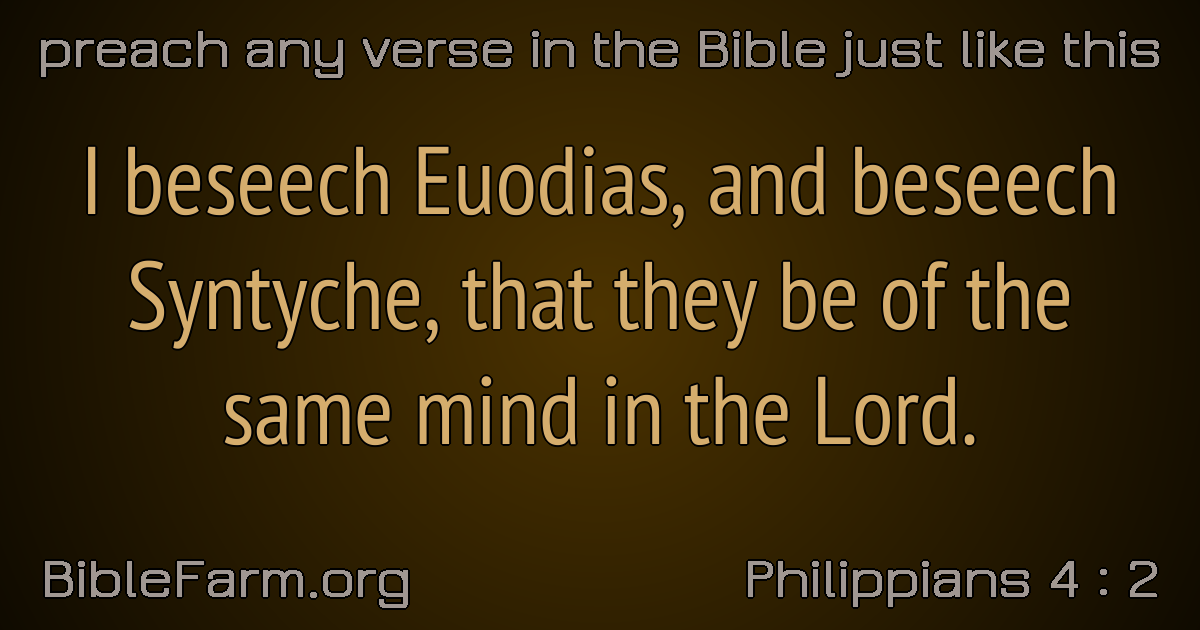 preach any verse in the Bible just like this
I beseech Euodias, and beseech
Syntyche, that they be of the
same mind in the Lord.
BibleFarm.org
Philippians 4 : 2